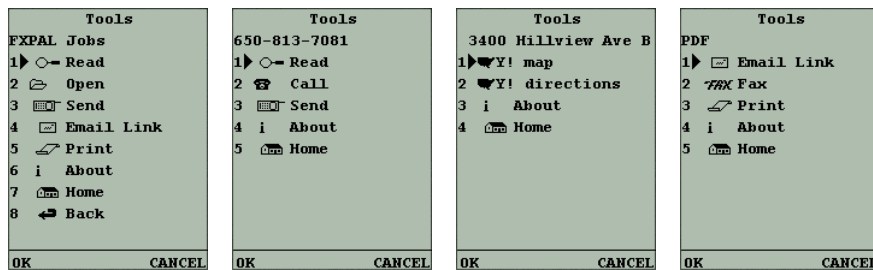 Tools
FXPAL Jobs
1 Read
2 Open
3 Send
4 Email Link
5 Print
6 i About
7 Home
8 Back
OK CANCEL
Tools
650-813-7081
1 Read
2 Call
3 Send
4 i About
5 Home
OK CANCEL
Tools
3400 Hillview Ave B
1 Y! map
2 Y! directions
3 i About
4 Home
OK CANCEL
Tools
PDF
1 Email Link
2 FAX Fax
3 Print
4 i About
5 Home
OK CANCEL